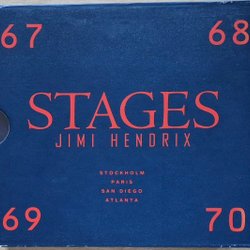 67 68
STAGES
JIMI HENDRIX
STOCKHOLM
PARIS
SAN DIEGO
ATLANTA
69 70